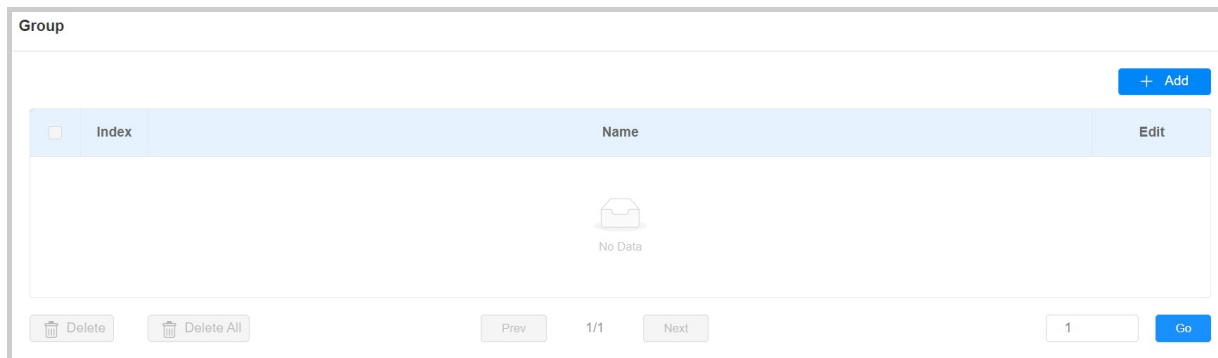 Group
+ Add
Index Name Edit
No Data
Delete Delete All Prev 1/1 Next 1 Go